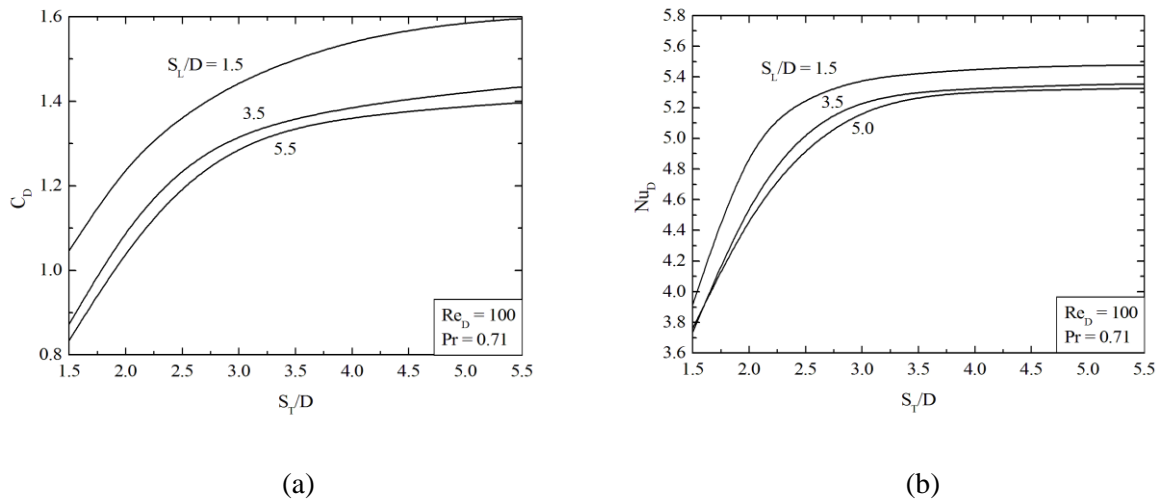 1.6
1.4
1.2
1.0
0.8
C_D
S_L/D = 1.5
3.5
5.5
Re_D = 100
Pr = 0.71
1.5 2.0 2.5 3.0 3.5 4.0 4.5 5.0 5.5
S_T/D
(a)
5.8
5.6
5.4
5.2
5.0
4.8
4.6
4.4
4.2
4.0
3.8
3.6
Nu_D
S_L/D = 1.5
3.5
5.0
Re_D = 100
Pr = 0.71
1.5 2.0 2.5 3.0 3.5 4.0 4.5 5.0 5.5
S_T/D
(b)